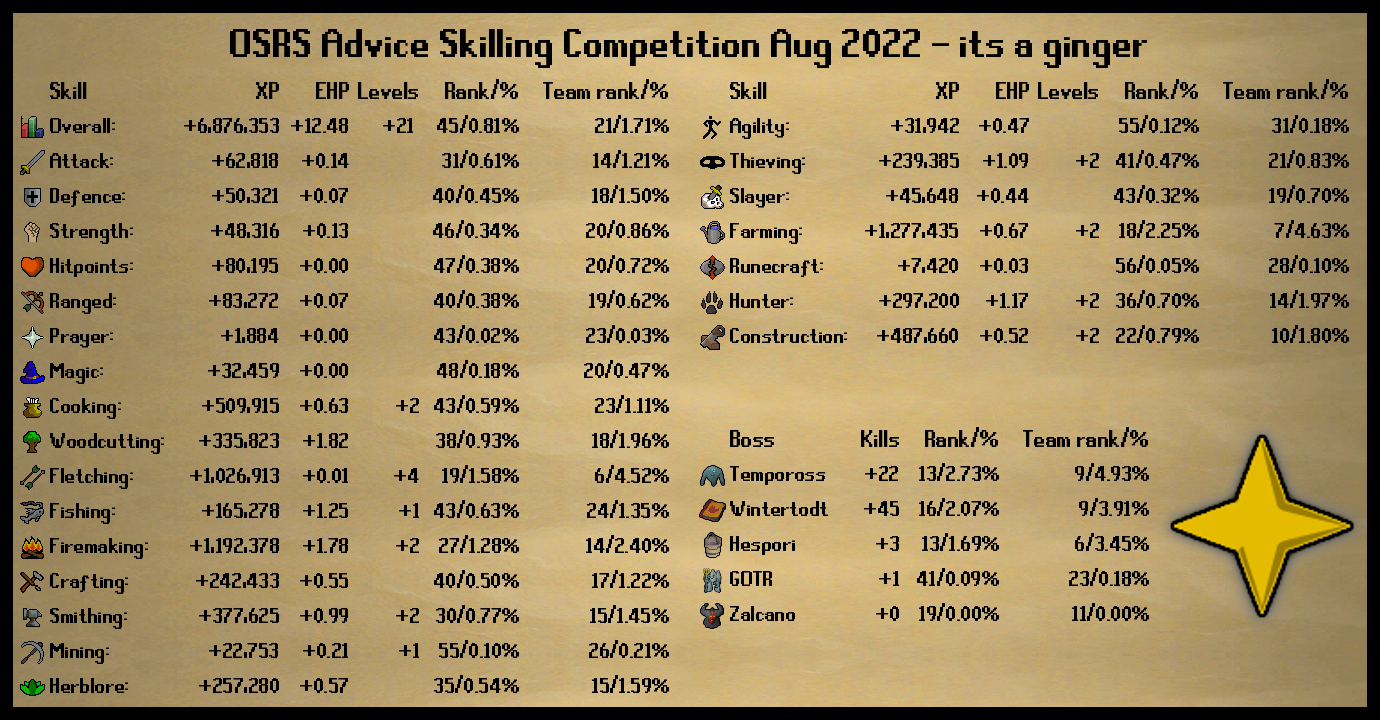 OSRS Advice Skilling Competition Aug 2022 - its a ginger
Skill XP EHP Levels Rank/% Team rank/%
Overall: +6,876,353 +12.48 +21 45/0.81% 21/1.71%
Attack: +62,818 +0.14 31/0.61% 14/1.21%
Defence: +50,321 +0.07 40/0.45% 18/1.50%
Strength: +48,316 +0.13 46/0.34% 20/0.86%
Hitpoints: +80,195 +0.00 47/0.38% 20/0.72%
Ranged: +83,272 +0.07 40/0.38% 19/0.62%
Prayer: +1,884 +0.00 43/0.02% 23/0.03%
Magic: +32,459 +0.00 48/0.18% 20/0.47%
Cooking: +509,915 +0.63 +2 43/0.59% 23/1.11%
Woodcutting: +335,823 +1.82 38/0.93% 18/1.96%
Fletching: +1,026,913 +0.01 +4 19/1.58% 6/4.52%
Fishing: +165,278 +1.25 +1 43/0.63% 24/1.35%
Firemaking: +1,192,378 +1.78 +2 27/1.28% 14/2.40%
Crafting: +242,433 +0.55 40/0.50% 17/1.22%
Smithing: +377,625 +0.99 +2 30/0.77% 15/1.45%
Mining: +22,753 +0.21 +1 55/0.10% 26/0.21%
Herblore: +257,280 +0.57 35/0.54% 15/1.59%
Skill XP EHP Levels Rank/% Team rank/%
Agility: +31,942 +0.47 55/0.12% 31/0.18%
Thieving: +239,385 +1.09 +2 41/0.47% 21/0.83%
Slayer: +45,648 +0.44 43/0.32% 19/0.70%
Farming: +1,277,435 +0.67 +2 18/2.25% 7/4.63%
Runecraft: +7,420 +0.03 56/0.05% 28/0.10%
Hunter: +297,200 +1.17 +2 36/0.70% 14/1.97%
Construction: +487,660 +0.52 +2 22/0.79% 10/1.80%
Boss Kills Rank/% Team rank/%
Tempoross +22 13/2.73% 9/4.93%
Wintertodt +45 16/2.07% 9/3.91%
Hespori +3 13/1.69% 6/3.45%
GOTR +1 41/0.09% 23/0.18%
Zalcano +0 19/0.00% 11/0.00%